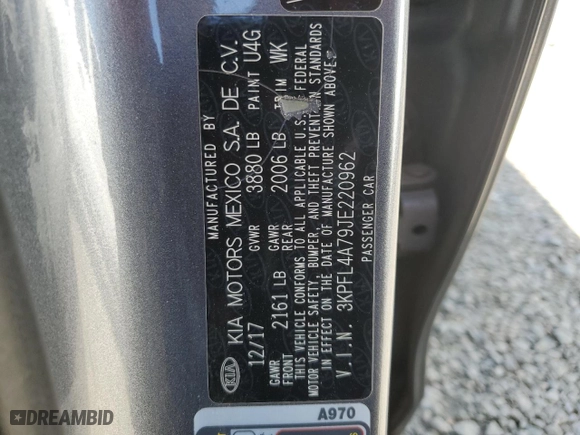 MANUFACTURED BY
KIA KIA MOTORS MEXICO S.A. DE C.V.
12/17 GVWR 3880 LB PAINT U4G
GAWR FRONT 2161 LB GAWR REAR 2006 LB TRIM WK
THIS VEHICLE CONFORMS TO ALL APPLICABLE U.S. FEDERAL
MOTOR VEHICLE SAFETY, BUMPER, AND THEFT PREVENTION STANDARDS
IN EFFECT ON THE DATE OF MANUFACTURE SHOWN ABOVE.
V.I.N. 3KPFL4A79JE220962
PASSENGER CAR
A970
DREAMBID